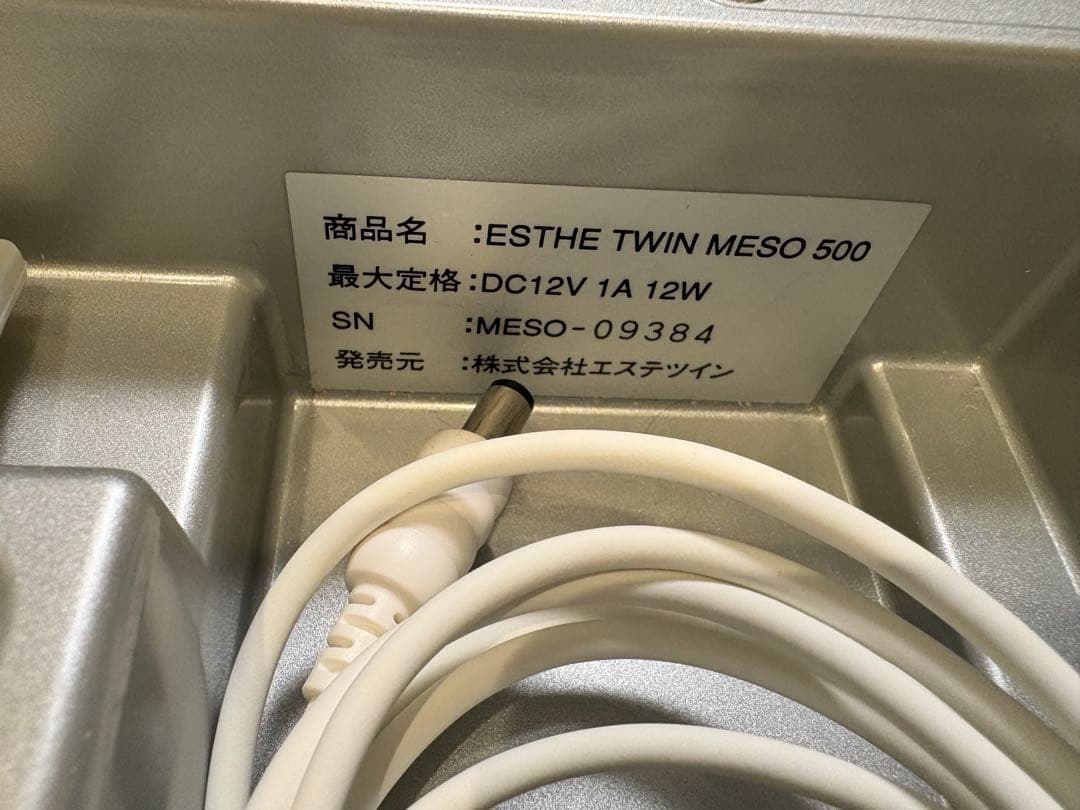 商品名　:ESTHE TWIN MESO 500
最大定格:DC12V 1A 12W
SN　:MESO-09384
発売元　:株式会社エステツイン